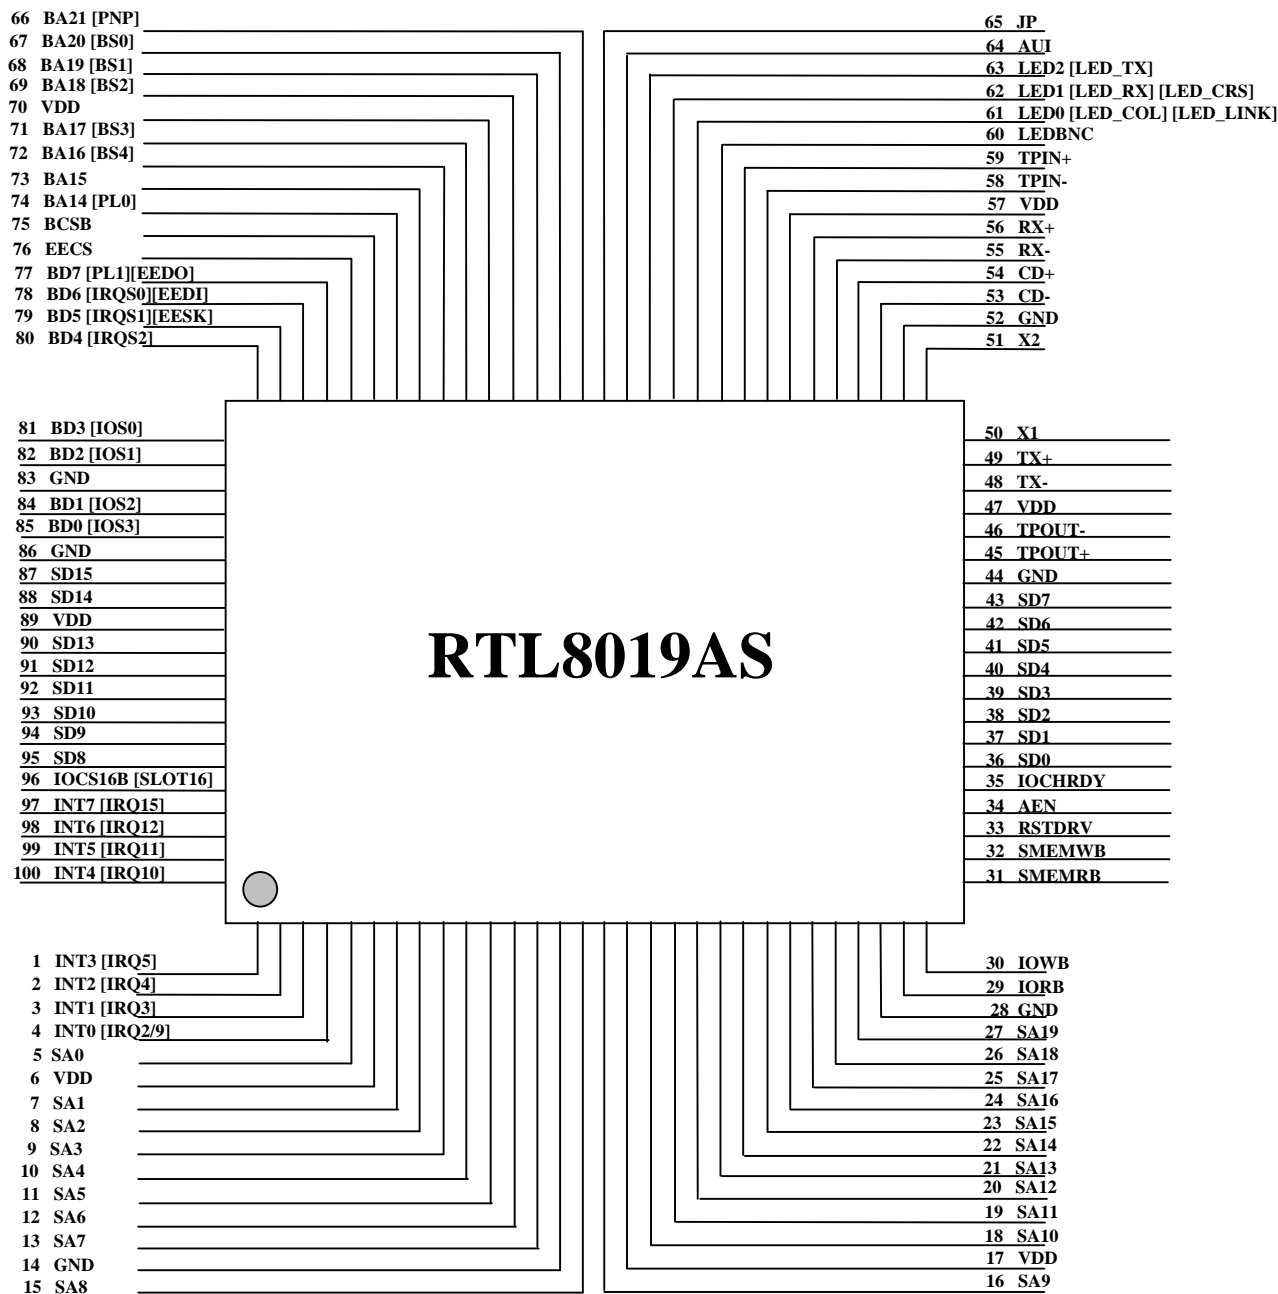 66 BA21 [PNP]
67 BA20 [BS0]
68 BA19 [BS1]
69 BA18 [BS2]
70 VDD
71 BA17 [BS3]
72 BA16 [BS4]
73 BA15
74 BA14 [PL0]
75 BCSB
76 EECS
77 BD7 [PL1][EEDO]
78 BD6 [IRQS0][EEDI]
79 BD5 [IRQS1][EESK]
80 BD4 [IRQS2]
65 JP
64 AUI
63 LED2 [LED_TX]
62 LED1 [LED_RX] [LED_CRS]
61 LED0 [LED_COL] [LED_LINK]
60 LEDBNC
59 TPIN+
58 TPIN-
57 VDD
56 RX+
55 RX-
54 CD+
53 CD-
52 GND
51 X2
81 BD3 [IOS0]
82 BD2 [IOS1]
83 GND
84 BD1 [IOS2]
85 BD0 [IOS3]
86 GND
87 SD15
88 SD14
89 VDD
90 SD13
91 SD12
92 SD11
93 SD10
94 SD9
95 SD8
96 IOCS16B [SLOT16]
97 INT7 [IRQ15]
98 INT6 [IRQ12]
99 INT5 [IRQ11]
100 INT4 [IRQ10]
RTL8019AS
50 X1
49 TX+
48 TX-
47 VDD
46 TPOUT-
45 TPOUT+
44 GND
43 SD7
42 SD6
41 SD5
40 SD4
39 SD3
38 SD2
37 SD1
36 SD0
35 IOCHRDY
34 AEN
33 RSTDRV
32 SMEMWB
31 SMEMRB
1 INT3 [IRQ5]
2 INT2 [IRQ4]
3 INT1 [IRQ3]
4 INT0 [IRQ2/9]
5 SA0
6 VDD
7 SA1
8 SA2
9 SA3
10 SA4
11 SA5
12 SA6
13 SA7
14 GND
15 SA8
30 IOWB
29 IORB
28 GND
27 SA19
26 SA18
25 SA17
24 SA16
23 SA15
22 SA14
21 SA13
20 SA12
19 SA11
18 SA10
17 VDD
16 SA9